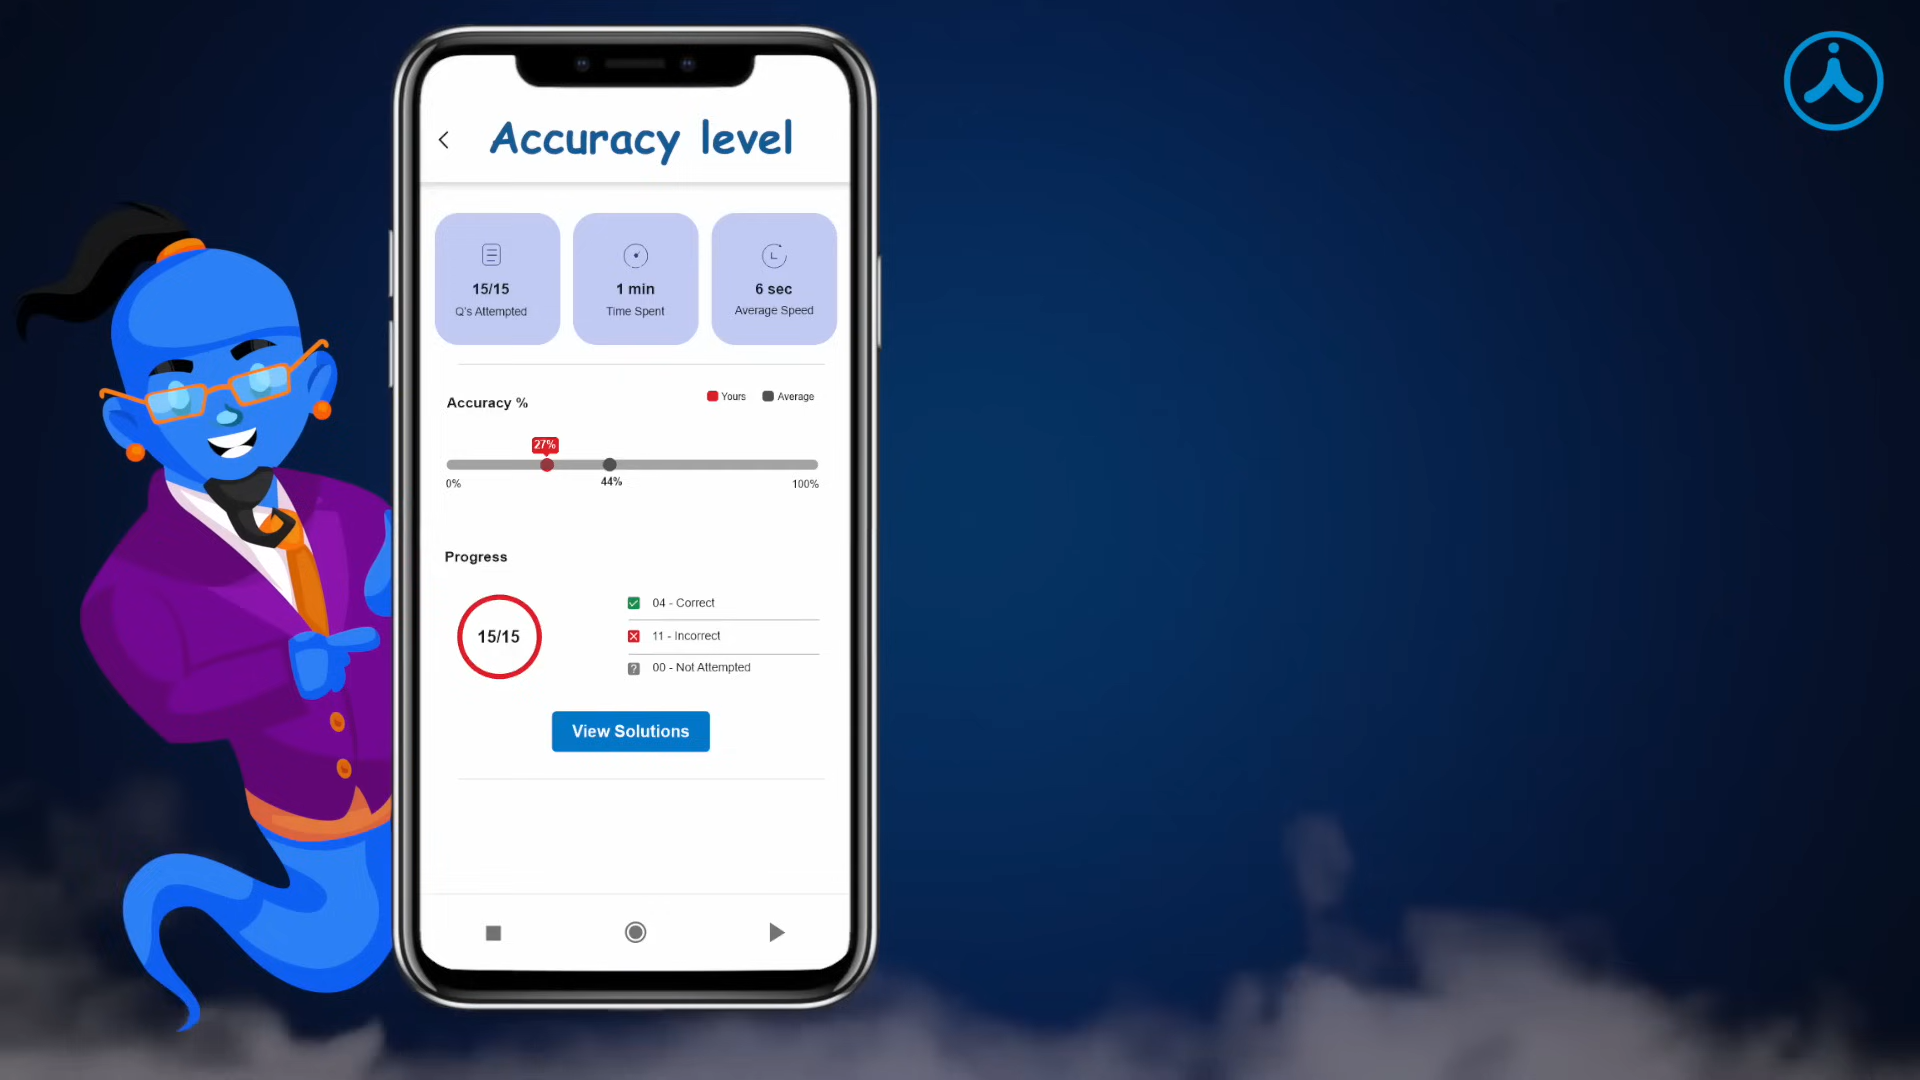 Accuracy level
15/15
Q's Attempted
1 min
Time Spent
6 sec
Average Speed
Accuracy %
Yours
Average
27%
0%
44%
100%
Progress
15/15
04 - Correct
11 - Incorrect
00 - Not Attempted
View Solutions